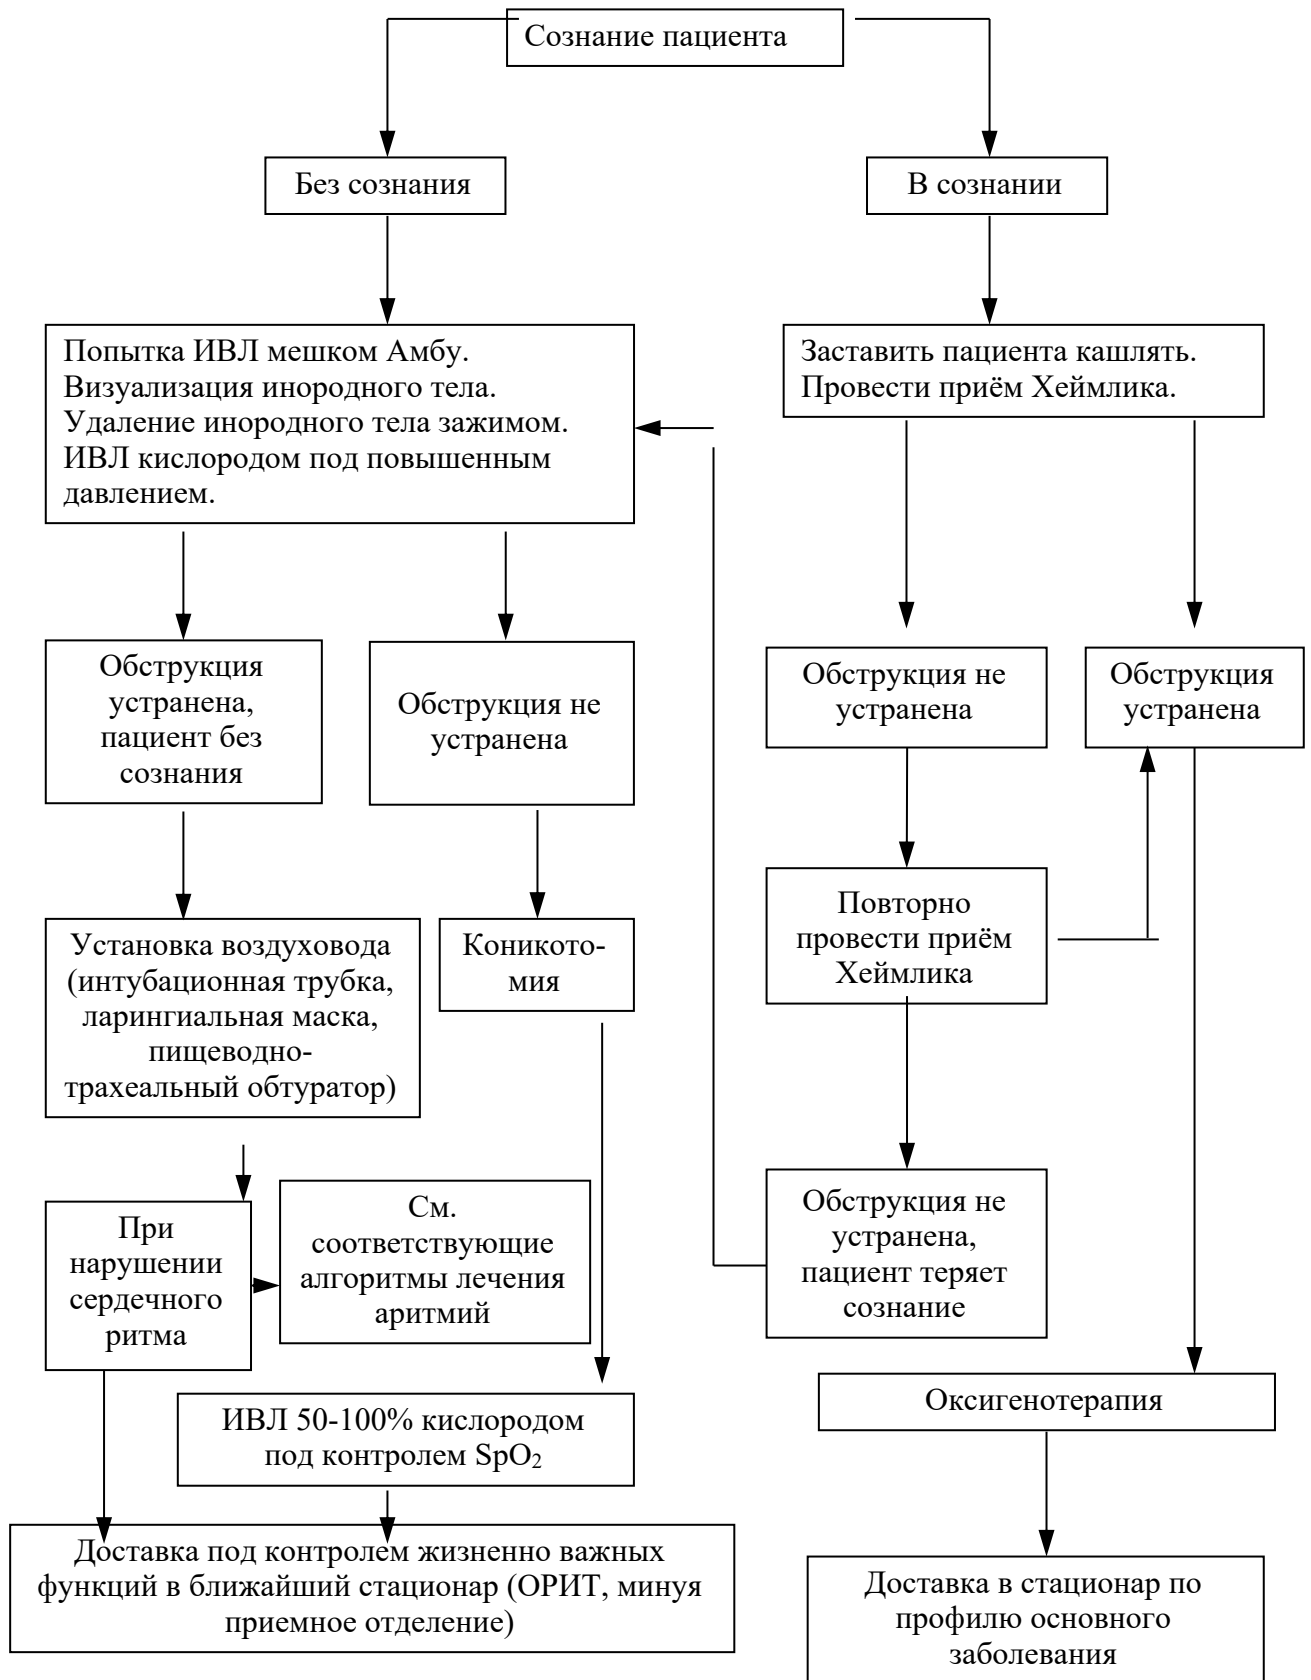 Сознание пациента
Без сознания
В сознании
Попытка ИВЛ мешком Амбу.
Визуализация инородного тела.
Удаление инородного тела зажимом.
ИВЛ кислородом под повышенным
давлением.
Заставить пациента кашлять.
Провести приём Хеймлика.
Обструкция
устранена,
пациент без
сознания
Обструкция не
устранена
Обструкция не
устранена
Обструкция
устранена
Установка воздуховода
(интубационная трубка,
ларингиальная маска,
пищеводно-
трахеальный обтуратор)
Коникото-
мия
Повторно
провести приём
Хеймлика
При
нарушении
сердечного
ритма
См.
соответствующие
алгоритмы лечения
аритмий
Обструкция не
устранена,
пациент теряет
сознание
ИВЛ 50-100% кислородом
под контролем SpO₂
Оксигенотерапия
Доставка под контролем жизненно важных
функций в ближайший стационар (ОРИТ, минуя
приемное отделение)
Доставка в стационар по
профилю основного
заболевания